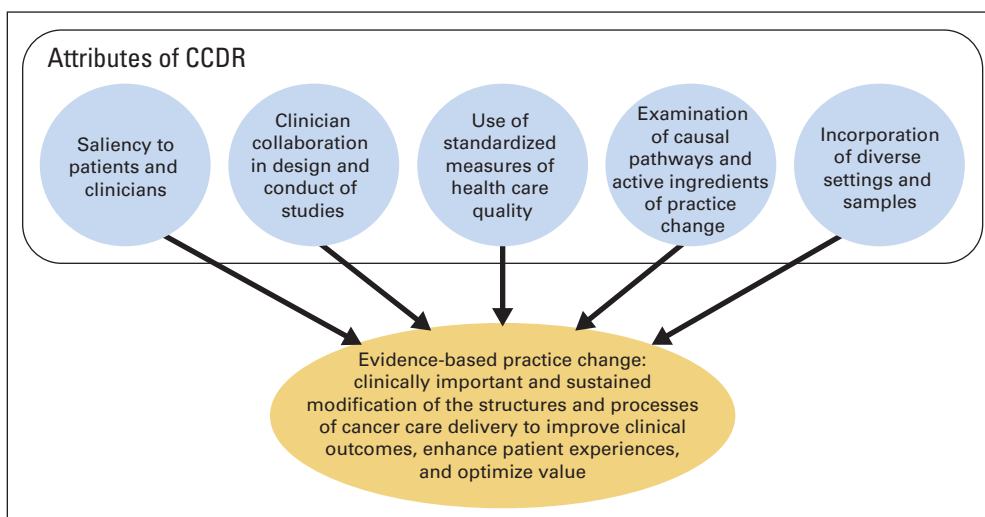 Attributes of CCDR
Saliency to
patients and
clinicians
Clinician
collaboration
in design and
conduct of
studies
Use of
standardized
measures of
health care
quality
Examination
of causal
pathways and
active ingredients
of practice
change
Incorporation
of diverse
settings and
samples
Evidence-based practice change:
clinically important and sustained
modification of the structures and processes
of cancer care delivery to improve clinical
outcomes, enhance patient experiences,
and optimize value